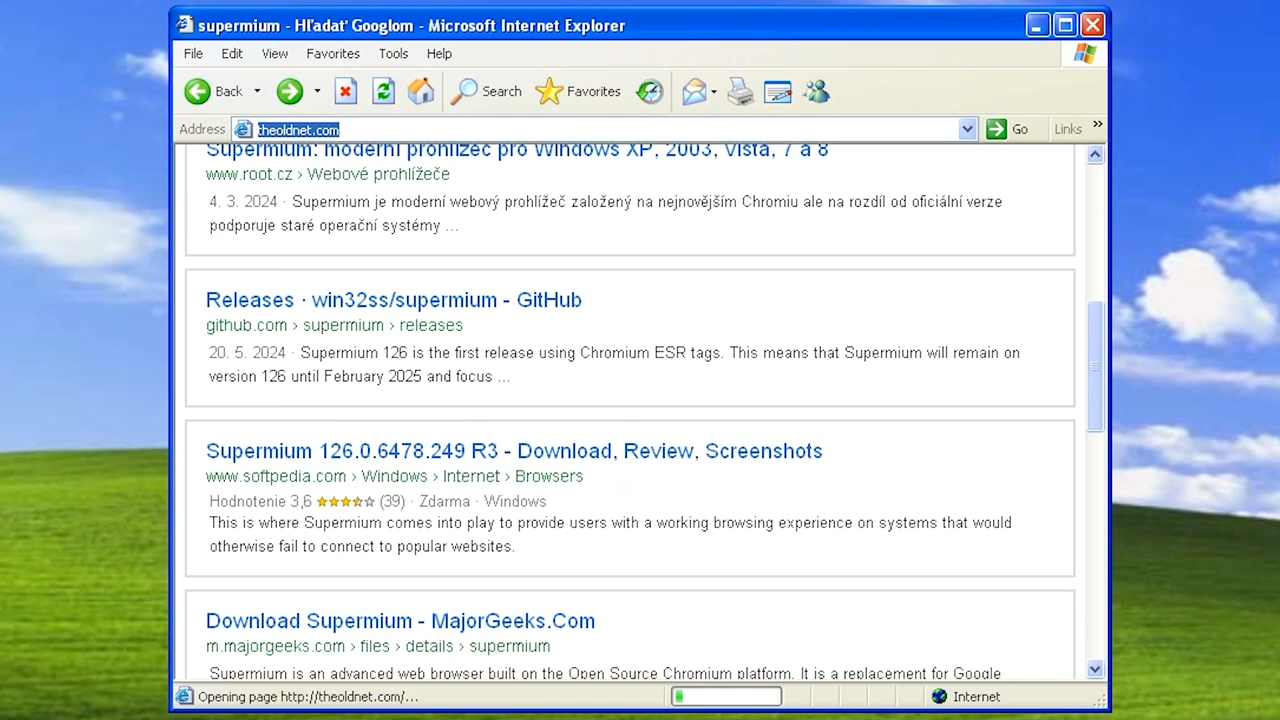 supermium - Hľadať Googlom - Microsoft Internet Explorer
File Edit View Favorites Tools Help
Back Search Favorites
Address theoldnet.com Go Links »
Supermium: moderní prohlížeč pro Windows XP, 2003, Vista, 7 a 8
www.root.cz › Webové prohlížeče
4. 3. 2024 · Supermium je moderní webový prohlížeč založený na nejnovějším Chromiu ale na rozdíl od oficiální verze
podporuje staré operační systémy ...
Releases · win32ss/supermium - GitHub
github.com › supermium › releases
20. 5. 2024 · Supermium 126 is the first release using Chromium ESR tags. This means that Supermium will remain on
version 126 until February 2025 and focus ...
Supermium 126.0.6478.249 R3 - Download, Review, Screenshots
www.softpedia.com › Windows › Internet › Browsers
Hodnotenie 3,6 (39) · Zdarma · Windows
This is where Supermium comes into play to provide users with a working browsing experience on systems that would
otherwise fail to connect to popular websites.
Download Supermium - MajorGeeks.Com
m.majorgeeks.com › files › details › supermium
Supermium is an advanced web browser built on the Open Source Chromium platform. It is a replacement for Google
Opening page http://theoldnet.com/... Internet